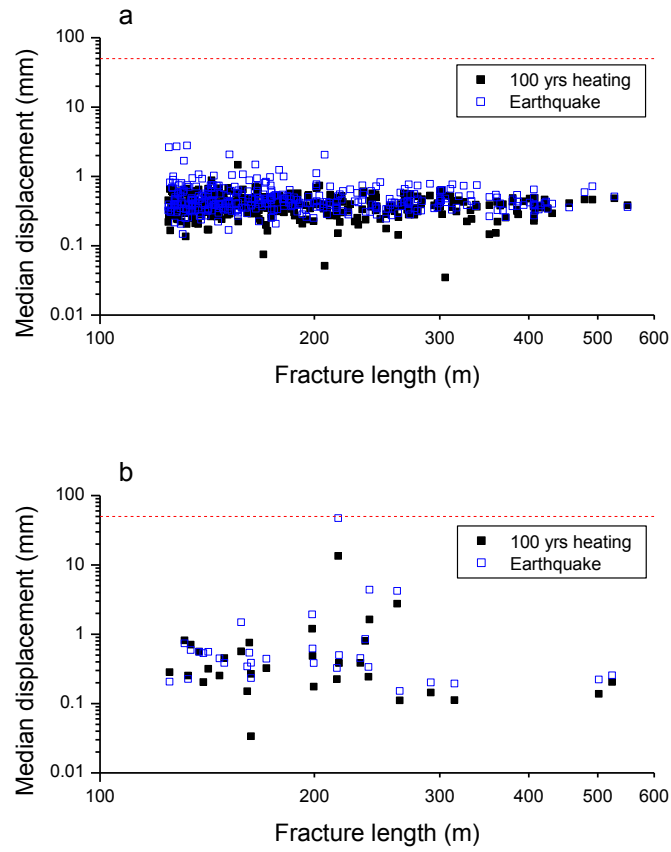 a
100
10
1
0.1
0.01
Median displacement (mm)
100 yrs heating
Earthquake
100 200 300 400 500 600
Fracture length (m)
b
100
10
1
0.1
0.01
Median displacement (mm)
100 yrs heating
Earthquake
100 200 300 400 500 600
Fracture length (m)